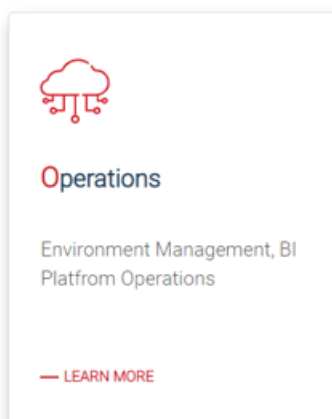 Operations
Environment Management, BI
Platfrom Operations
— LEARN MORE